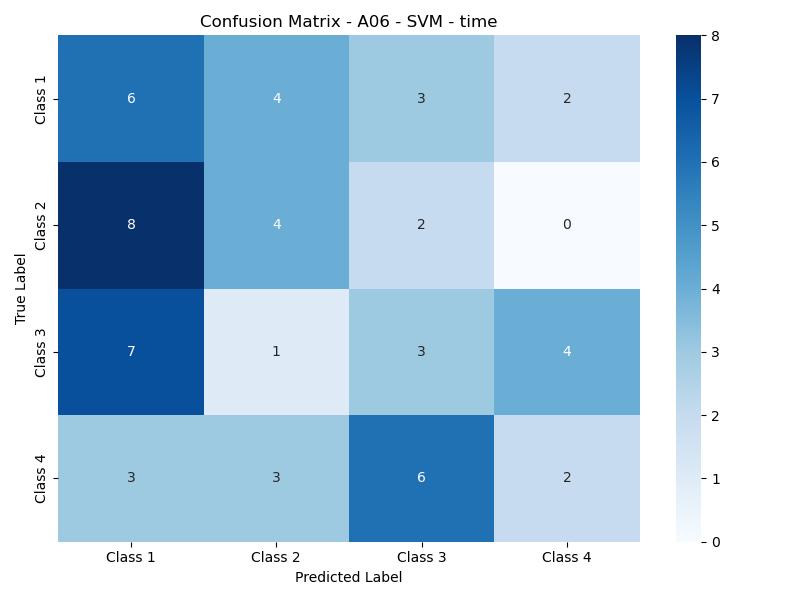 Confusion Matrix - A06 - SVM - time
True Label
Class 1
6 4 3 2
Class 2
8 4 2 0
Class 3
7 1 3 4
Class 4
3 3 6 2
Class 1 Class 2 Class 3 Class 4
Predicted Label
8
7
6
5
4
3
2
1
0